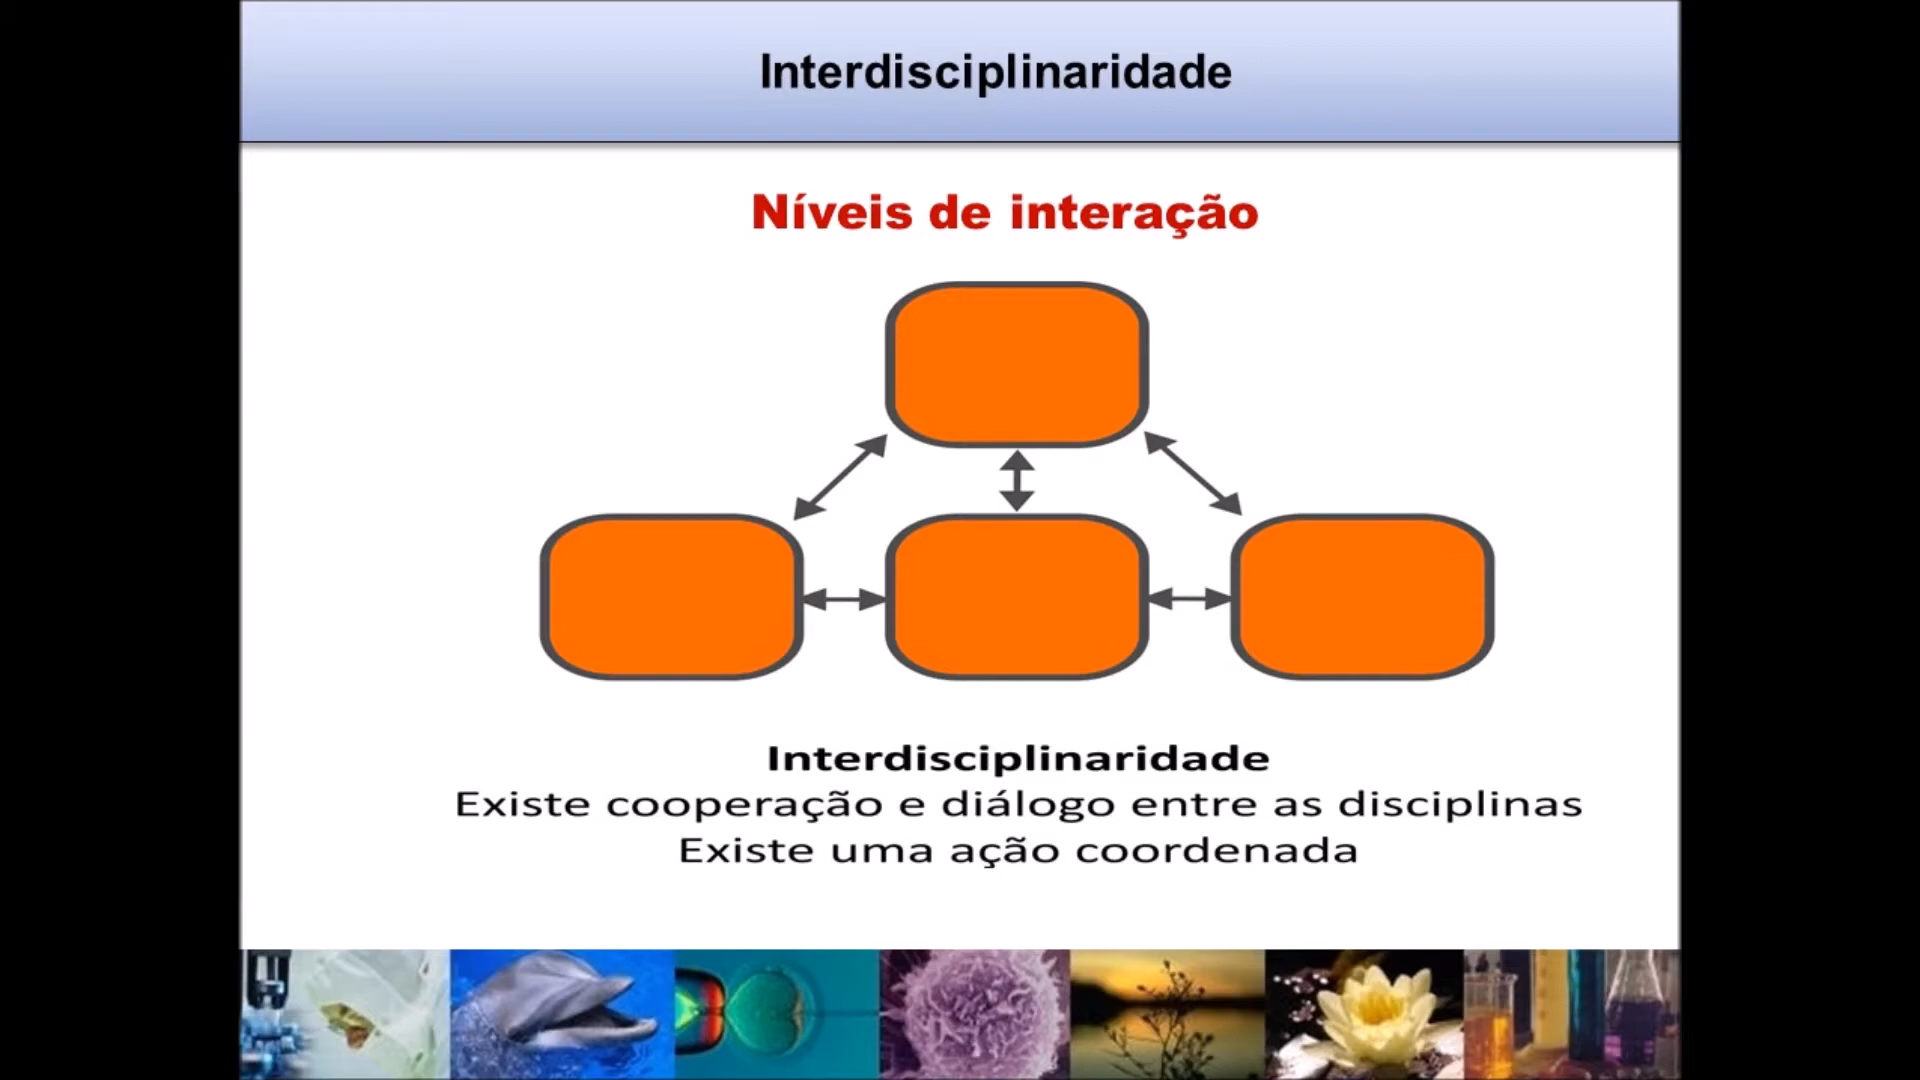 Interdisciplinaridade
Níveis de interação
Interdisciplinaridade
Existe cooperação e diálogo entre as disciplinas
Existe uma ação coordenada